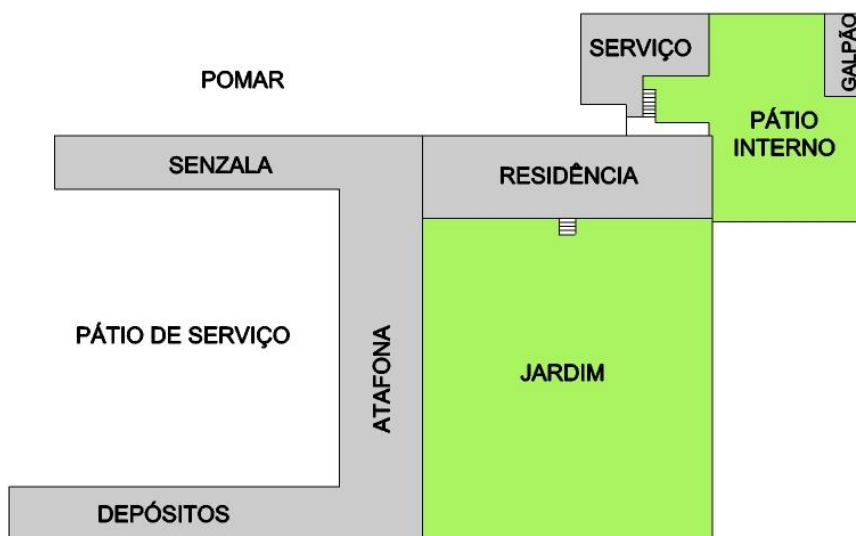 SERVIÇO
GALPÃO
POMAR
PÁTIO
INTERNO
SENZALA
RESIDÊNCIA
PÁTIO DE SERVIÇO
ATAFONA
JARDIM
DEPÓSITOS